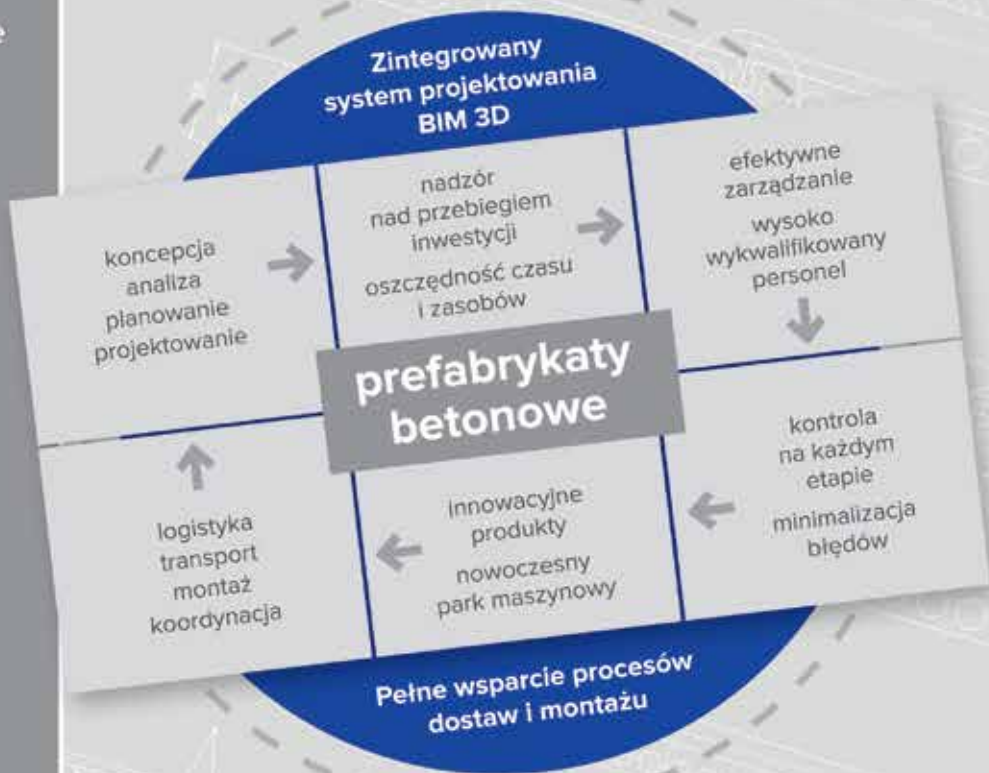 Zintegrowany
system projektowania
BIM 3D
koncepcja
analiza
planowanie
projektowanie
nadzór
nad przebiegiem
inwestycji
oszczędność czasu
i zasobów
efektywne
zarządzanie
wysoko
wykwalifikowany
personel
prefabrykaty
betonowe
kontrola
na każdym
etapie
minimalizacja
błędów
innowacyjne
produkty
nowoczesny
park maszynowy
logistyka
transport
montaż
koordynacja
Pełne wsparcie procesów
dostaw i montażu